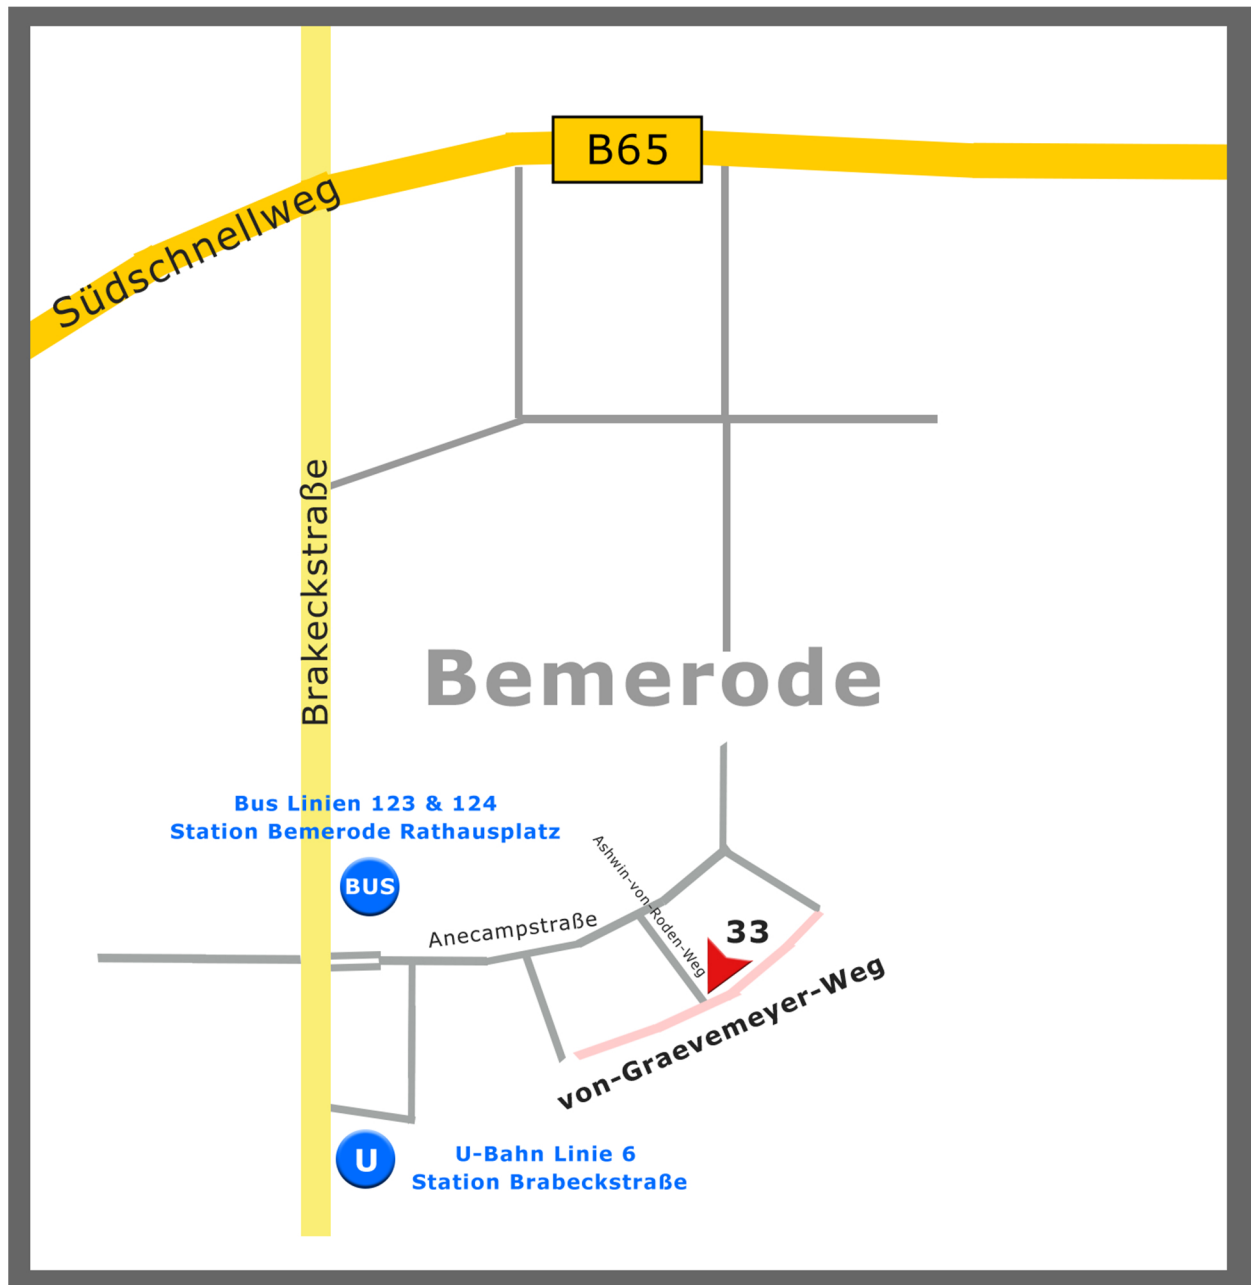 B65
Südschnellweg
Brakeckstraße
Bemerode
Bus Linien 123 & 124
Station Bemerode Rathausplatz
BUS
Ashwin-von-Roden-Weg
Anecampstraße
33
von-Graevemeyer-Weg
U
U-Bahn Linie 6
Station Brabeckstraße